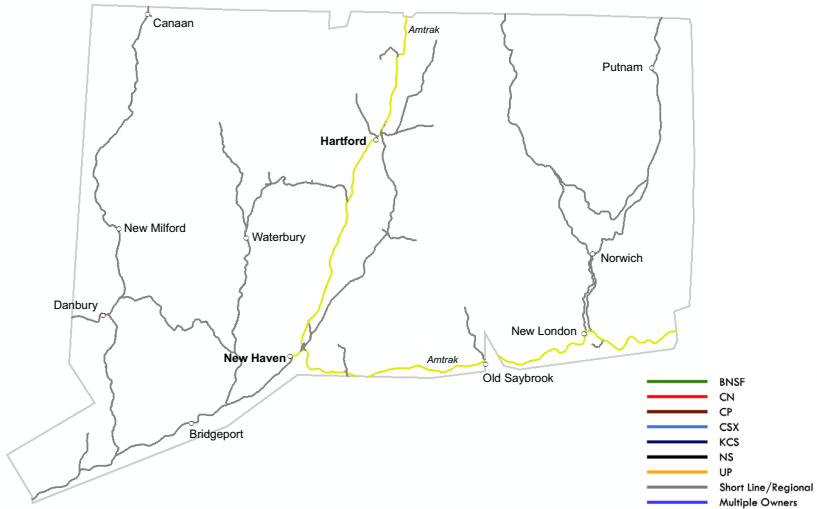 Canaan
Amtrak
Putnam
Hartford
New Milford
Waterbury
Norwich
Danbury
New London
New Haven
Amtrak
Old Saybrook
Bridgeport
BNSF
CN
CP
CSX
KCS
NS
UP
Short Line/Regional
Multiple Owners